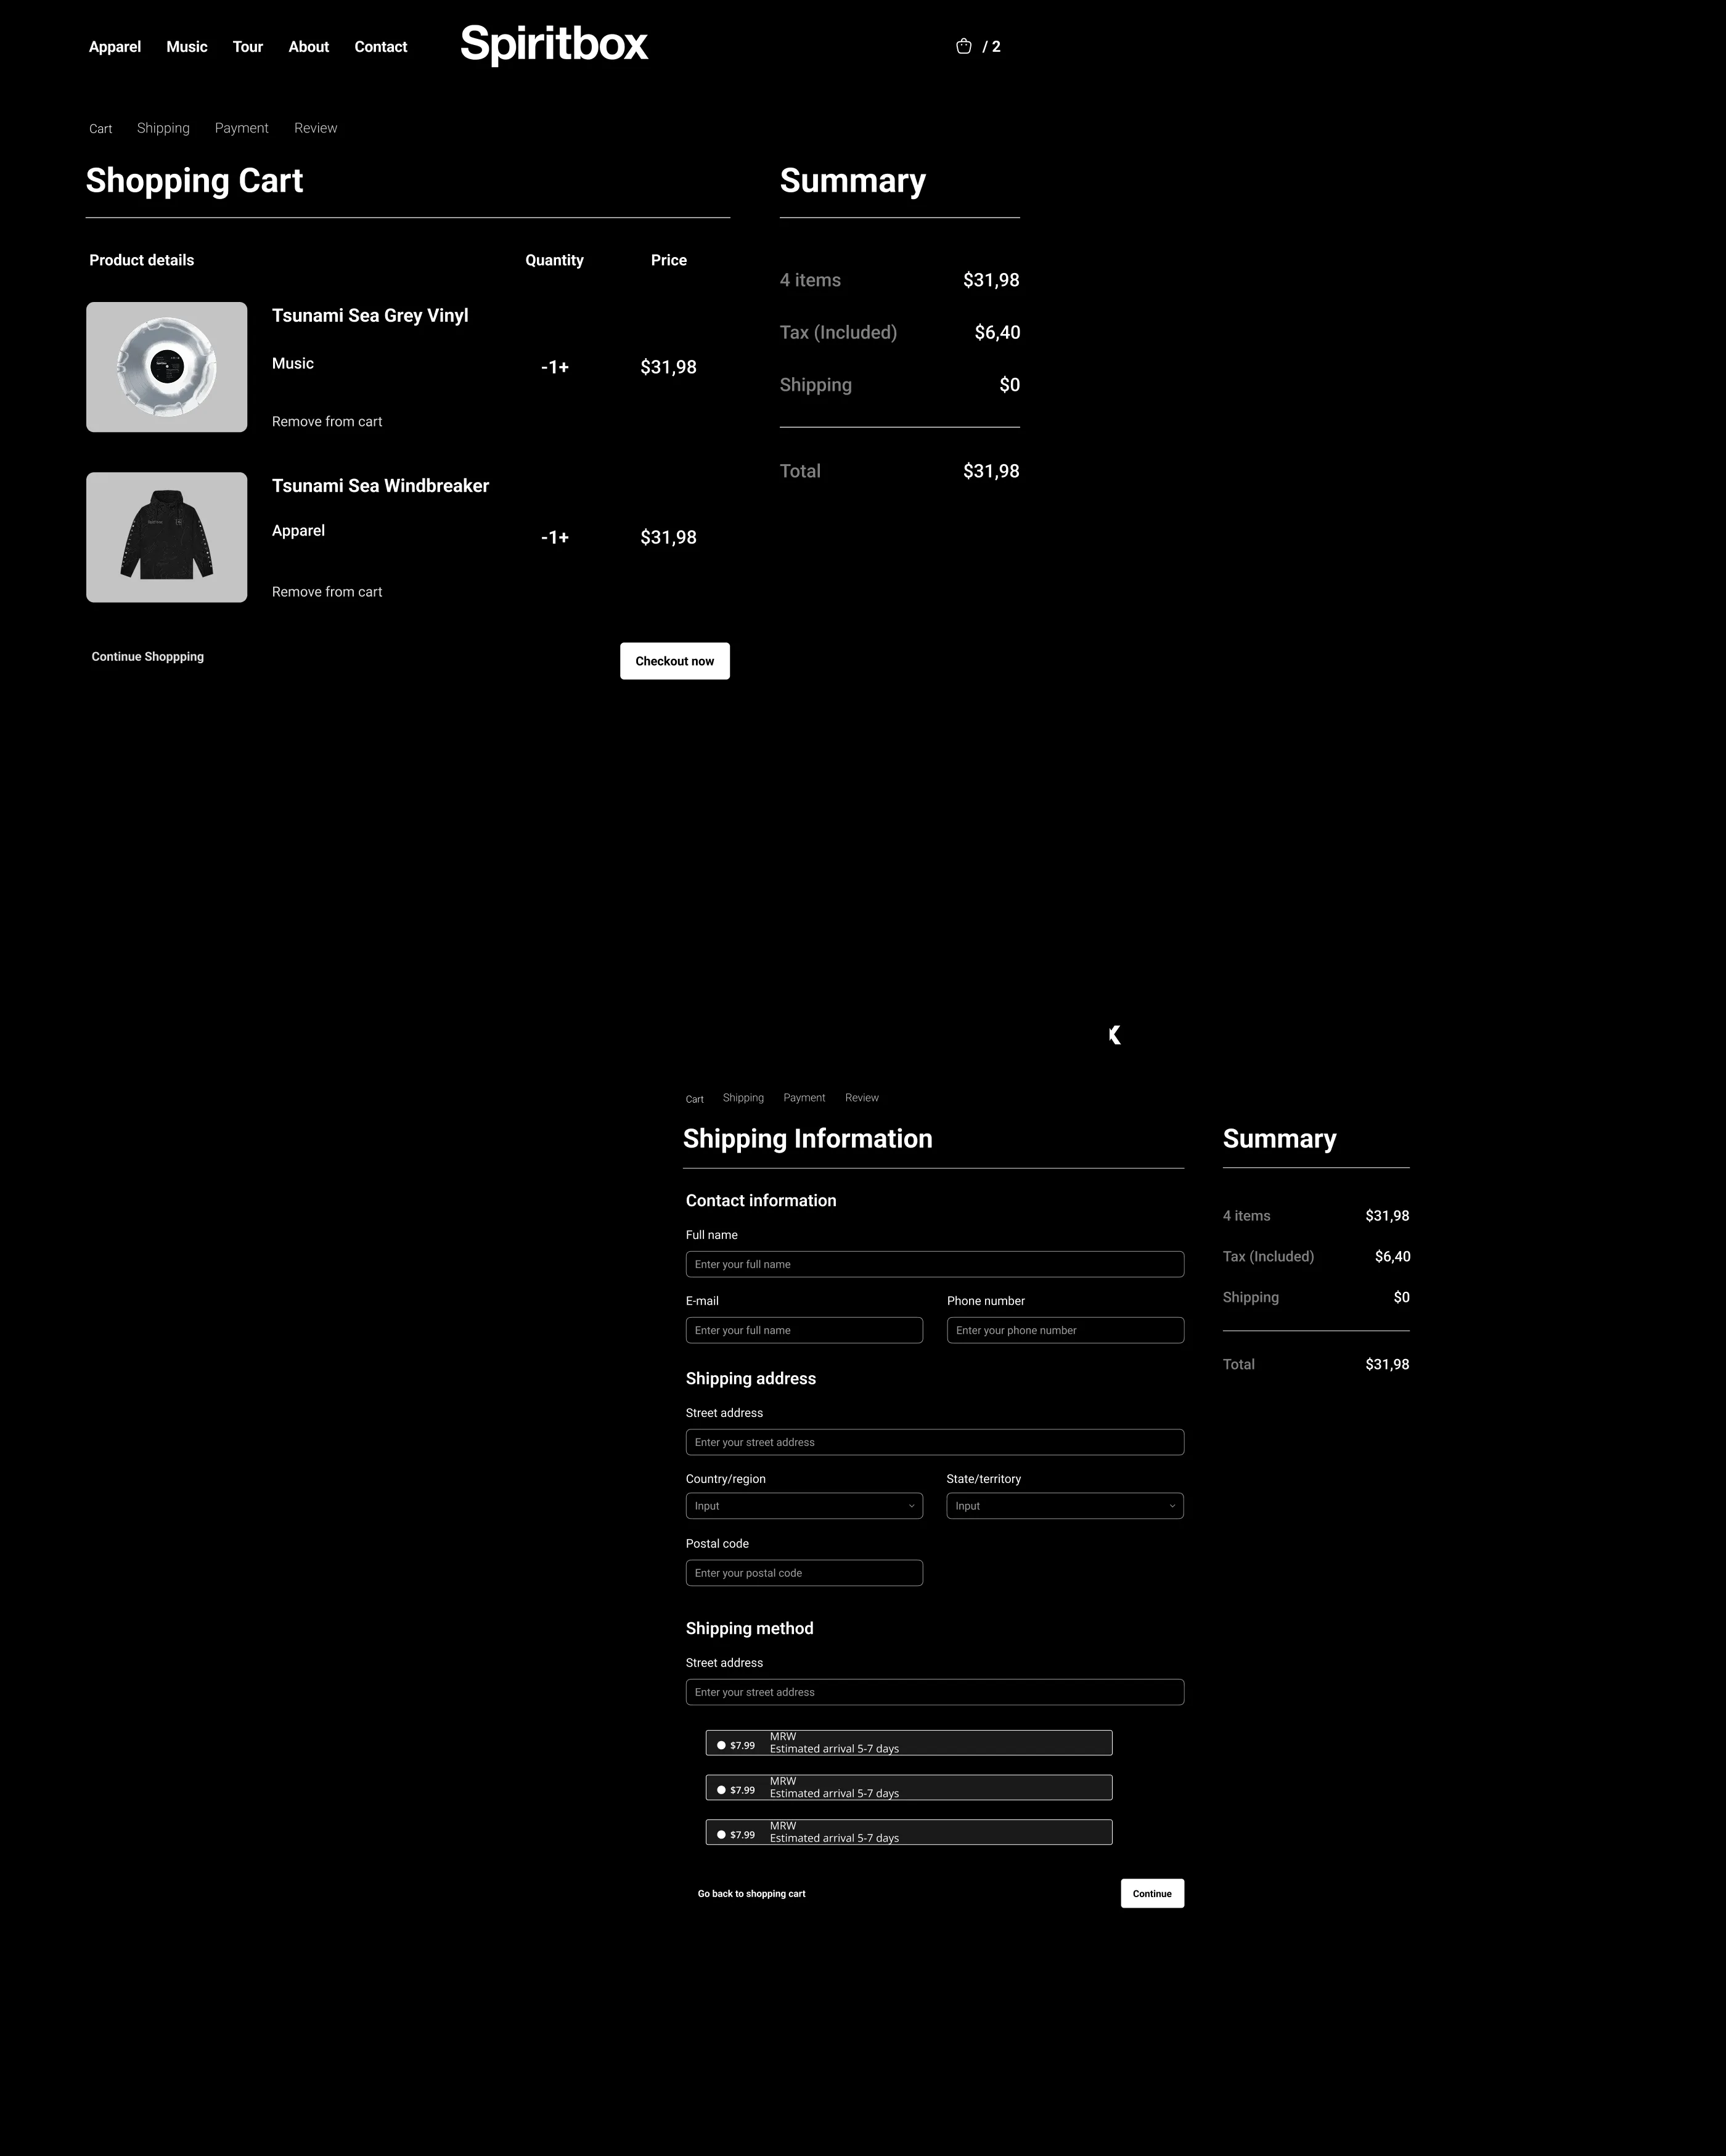 Apparel Music Tour About Contact Spiritbox / 2
Cart Shipping Payment Review
Shopping Cart
Product details Quantity Price
Tsunami Sea Grey Vinyl
Music -1+ $31,98
Remove from cart
Tsunami Sea Windbreaker
Apparel -1+ $31,98
Remove from cart
Continue Shoppping Checkout now
Summary
4 items $31,98
Tax (Included) $6,40
Shipping $0
Total $31,98
Cart Shipping Payment Review
Shipping Information
Contact information
Full name
Enter your full name
E-mail Phone number
Enter your full name Enter your phone number
Shipping address
Street address
Enter your street address
Country/region State/territory
Input Input
Postal code
Enter your postal code
Shipping method
Street address
Enter your street address
MRW
$7.99 Estimated arrival 5-7 days
MRW
$7.99 Estimated arrival 5-7 days
MRW
$7.99 Estimated arrival 5-7 days
Go back to shopping cart Continue
Summary
4 items $31,98
Tax (Included) $6,40
Shipping $0
Total $31,98